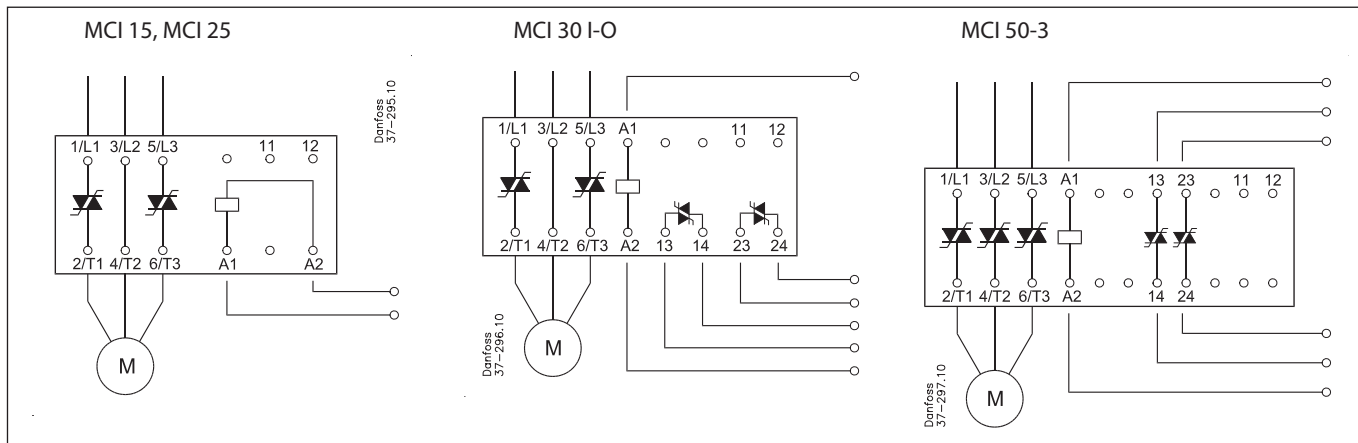 MCI 15, MCI 25
Danfoss
37-295.10
1/L1 3/L2 5/L3 11 12
2/T1 4/T2 6/T3 A1 A2
M
MCI 30 I-O
1/L1 3/L2 5/L3 A1 11 12
2/T1 4/T2 6/T3 A2 13 14 23 24
M
Danfoss
37-296.10
MCI 50-3
1/L1 3/L2 5/L3 A1 13 23 11 12
2/T1 4/T2 6/T3 A2 14 24
M
Danfoss
37-297.10